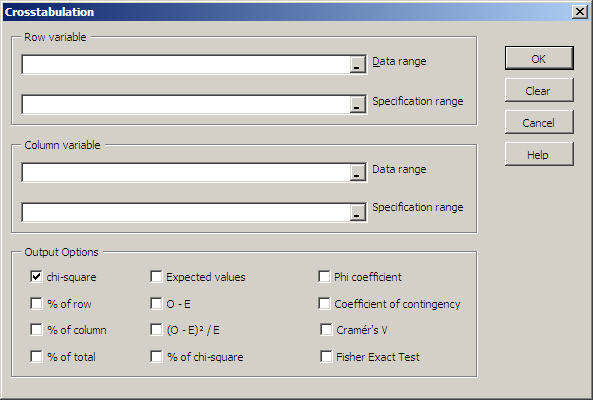 Crosstabulation
Row variable
Data range
Specification range
Column variable
Data range
Specification range
Output Options
chi-square
Expected values
Phi coefficient
% of row
O - E
Coefficient of contingency
% of column
(O - E)² / E
Cramér's V
% of total
% of chi-square
Fisher Exact Test
OK
Clear
Cancel
Help